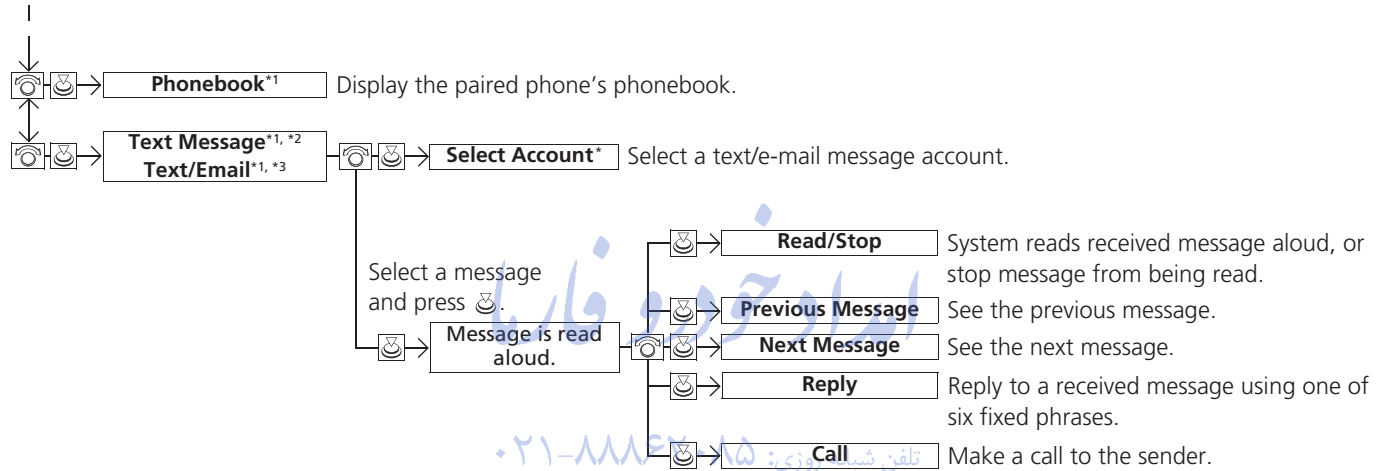 Phonebook*1 Display the paired phone's phonebook.
Text Message*1, *2
Text/Email*1, *3
Select Account* Select a text/e-mail message account.
Select a message
and press .
Message is read
aloud.
Read/Stop System reads received message aloud, or
stop message from being read.
Previous Message See the previous message.
Next Message See the next message.
Reply Reply to a received message using one of
six fixed phrases.
Call Make a call to the sender.
امداد خودرو فارما
تلفن شبانه روزی: